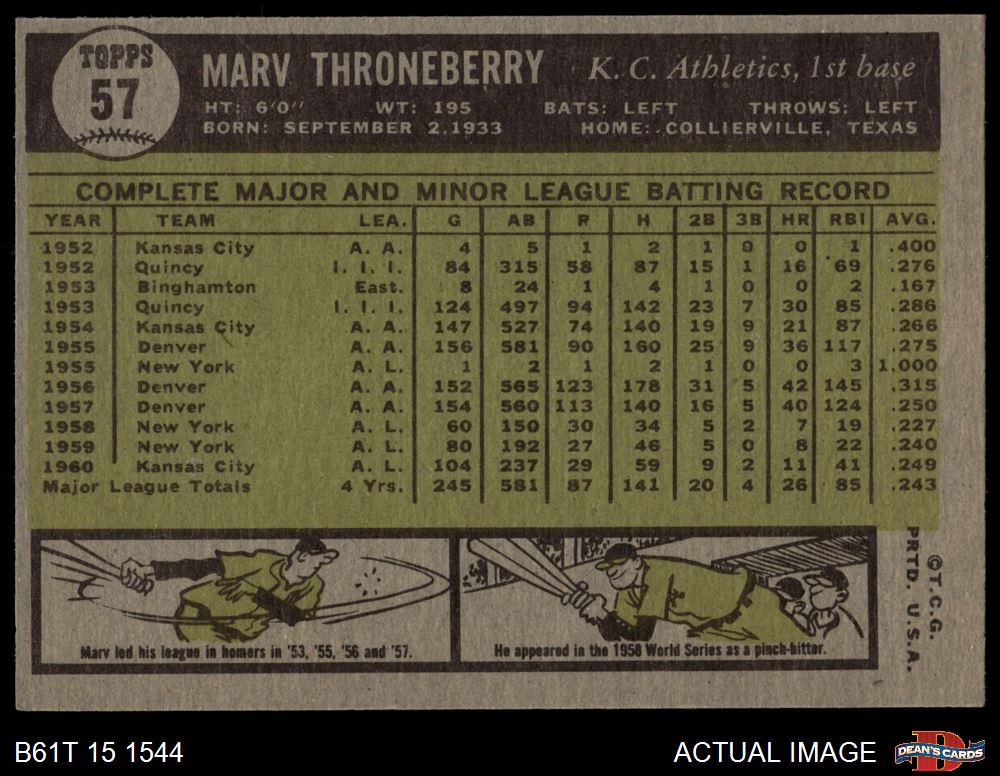 TOPPS
57
MARV THRONEBERRY K. C. Athletics, 1st base
HT: 6'0'' WT: 195 BATS: LEFT THROWS: LEFT
BORN: SEPTEMBER 2.1933 HOME: COLLIERVILLE, TEXAS
COMPLETE MAJOR AND MINOR LEAGUE BATTING RECORD
YEAR TEAM LEA. G AB R H 2B 3B HR RBI AVG.
1952 Kansas City A. A. 4 5 1 2 1 0 0 1 .400
1952 Quincy I. I. I. 84 315 58 87 15 1 16 69 .276
1953 Binghamton East. 8 24 1 4 1 0 0 2 .167
1953 Quincy I. I. I. 124 497 94 142 23 7 30 85 .286
1954 Kansas City A. A. 147 527 74 140 19 9 21 87 .266
1955 Denver A. A. 156 581 90 160 25 9 36 117 .275
1955 New York A. L. 1 2 1 2 1 0 0 3 1.000
1956 Denver A. A. 152 565 123 178 31 5 42 145 .315
1957 Denver A. A. 154 560 113 140 16 5 40 124 .250
1958 New York A. L. 60 150 30 34 5 2 7 19 .227
1959 New York A. L. 80 192 27 46 5 0 8 22 .240
1960 Kansas City A. L. 104 237 29 59 9 2 11 41 .249
Major League Totals 4 Yrs. 245 581 87 141 20 4 26 85 .243
Marv led his league in homers in '53, '55, '56 and '57.
He appeared in the 1958 World Series as a pinch-hitter.
©T.C.G.
PRTD. U.S.A.
B61T 15 1544
ACTUAL IMAGE
DEAN'S CARDS